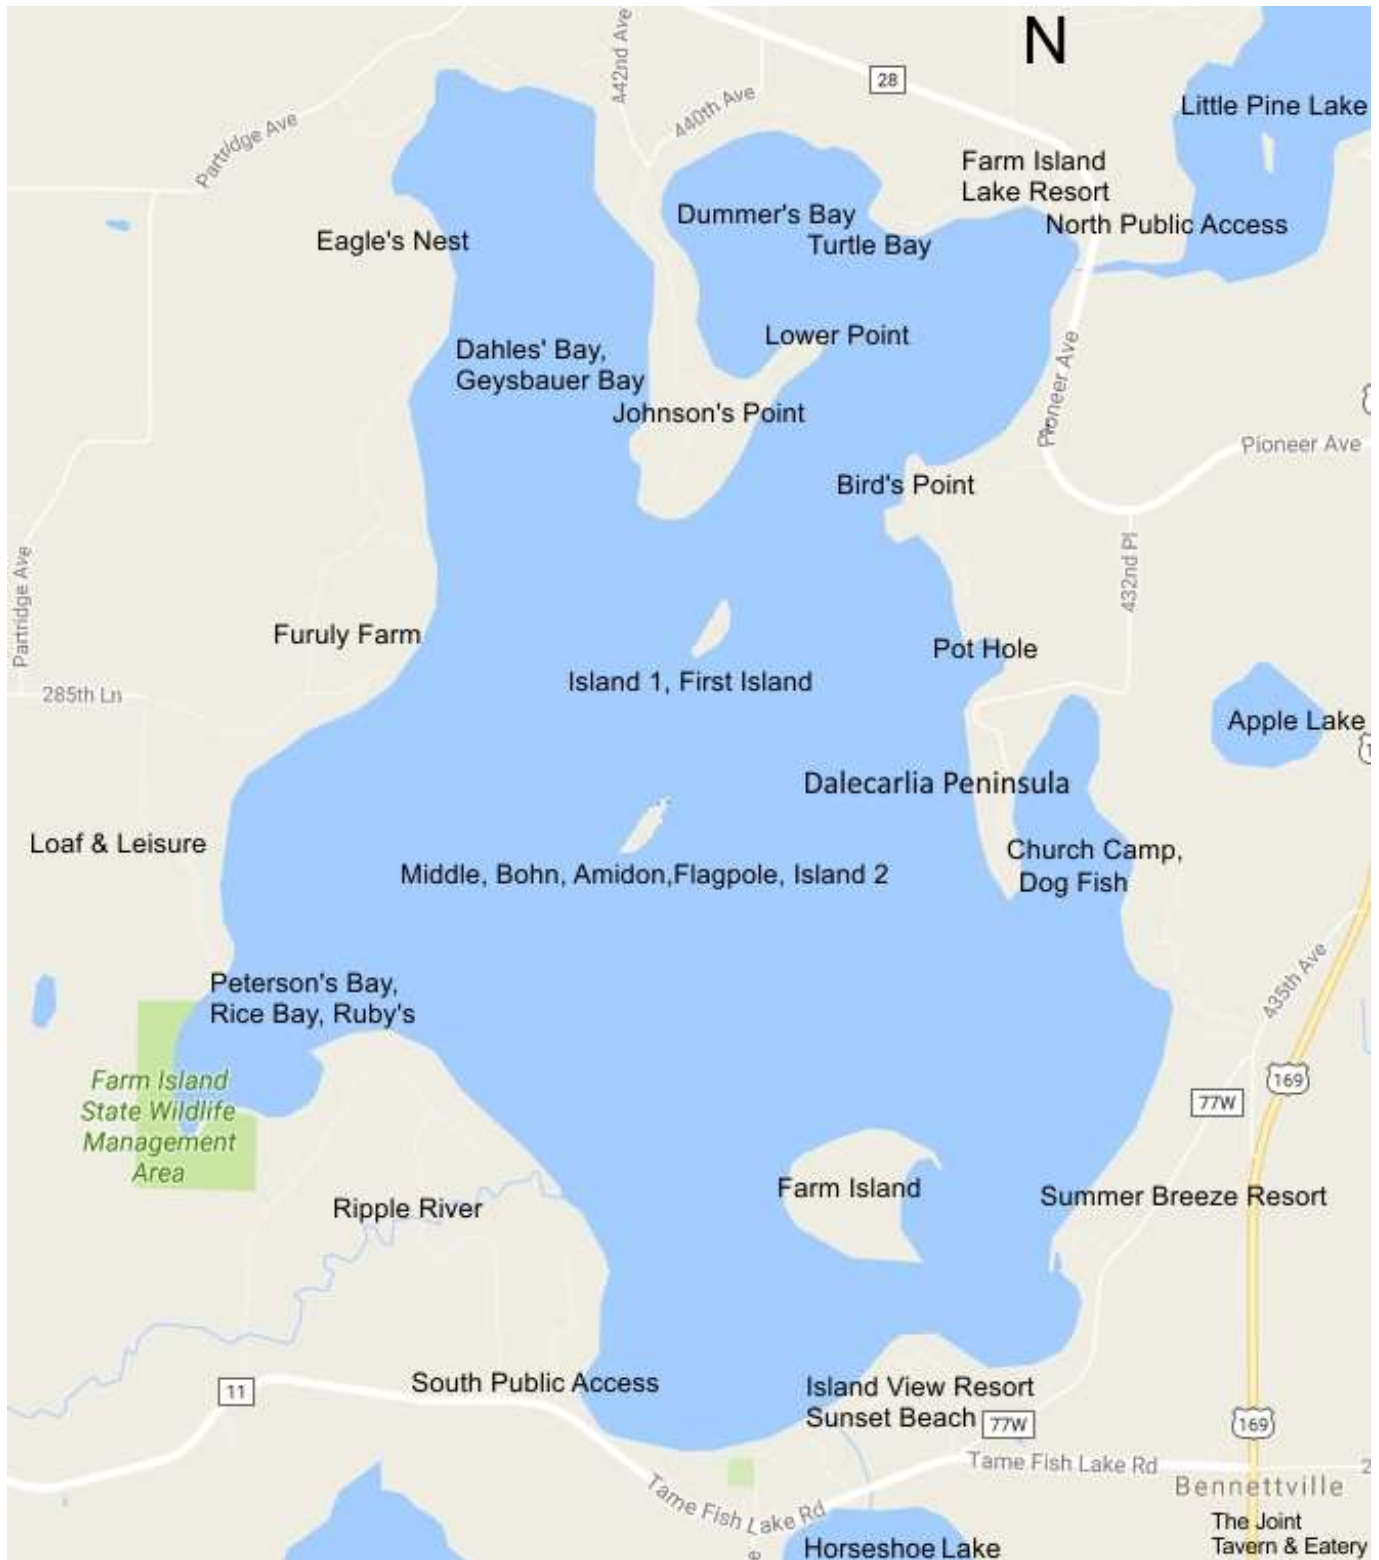 N
A42nd Ave
28
440th Ave
Little Pine Lake
Partridge Ave
Farm Island
Lake Resort
Dummer's Bay
North Public Access
Eagle's Nest
Turtle Bay
Lower Point
Dahles' Bay,
Geysbauer Bay
Pioneer Ave
Johnson's Point
Pioneer Ave
Bird's Point
432nd Pl
Partridge Ave
Furuly Farm
Pot Hole
Island 1, First Island
285th Ln
Apple Lake
Dalecarlia Peninsula
Loaf & Leisure
Church Camp,
Dog Fish
Middle, Bohn, Amidon,Flagpole, Island 2
435th Ave
Peterson's Bay,
Rice Bay, Ruby's
Farm Island
State Wildlife
Management
Area
169
77W
Farm Island
Summer Breeze Resort
Ripple River
South Public Access
11
Island View Resort
Sunset Beach
77W
169
Tame Fish Lake Rd
Bennettville
Tame Fish Lake Rd
The Joint
Tavern & Eatery
Horseshoe Lake